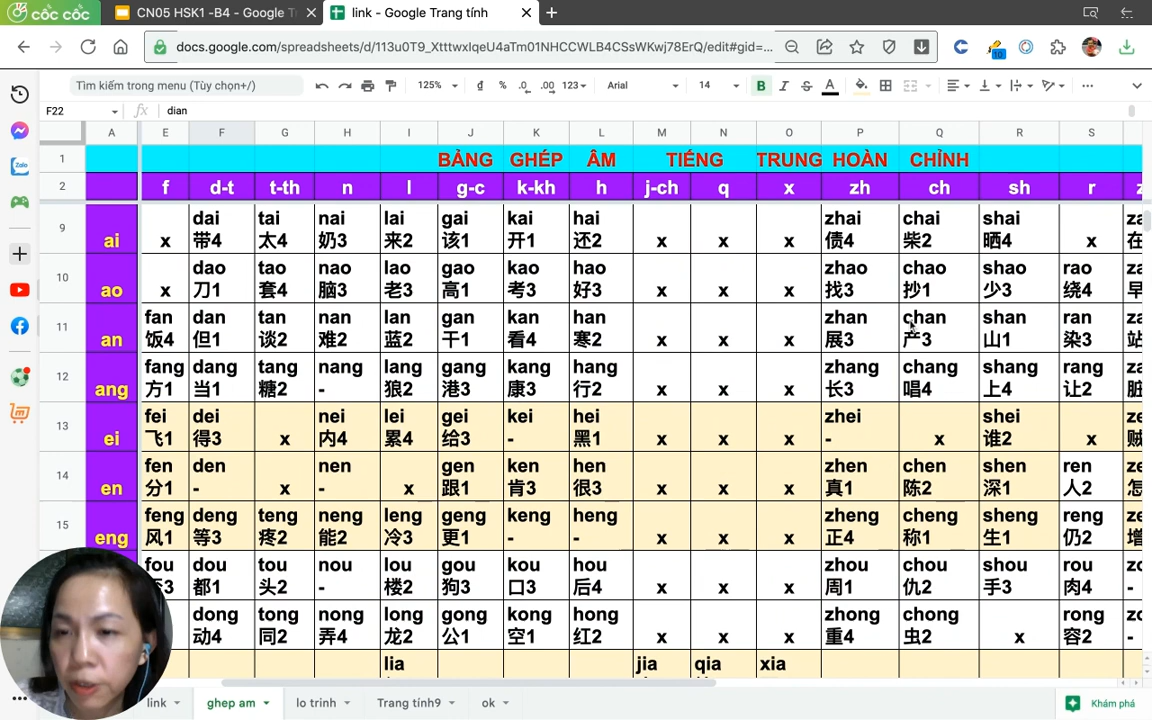 cốc cốc
CN05 HSK1 -B4 - Google T
link - Google Trang tính
docs.google.com/spreadsheets/d/113u0T9_XtttwxIqeU4aTm01NHCCWLB4CSsWKwj78ErQ/edit#gid=...
10
Tìm kiếm trong menu (Tùy chọn+/)
125%
₫
%
.0
.00
123
Arial
14
B
I
S
A
F22
fx
dian
A E F G H I J K L M N O P Q R S
1 BẢNG GHÉP ÂM TIẾNG TRUNG HOÀN CHỈNH
2 f d-t t-th n l g-c k-kh h j-ch q x zh ch sh r z
9 dai tai nai lai gai kai hai zhai chai shai za
ai x 带4 太4 奶3 来2 该1 开1 还2 x x x 债4 柴2 晒4 x 在
10 dao tao nao lao gao kao hao zhao chao shao rao za
ao x 刀1 套4 脑3 老3 高1 考3 好3 x x x 找3 抄1 少3 绕4 早
11 fan dan tan nan lan gan kan han zhan chan shan ran za
an 饭4 但1 谈2 难2 蓝2 干1 看4 寒2 x x x 展3 产3 山1 染3 站
12 fang dang tang nang lang gang kang hang zhang chang shang rang za
ang 方1 当1 糖2 - 狼2 港3 康3 行2 x x x 长3 唱4 上4 让2 脏
13 fei dei nei lei gei kei hei zhei shei ze
ei 飞1 得3 x 内4 累4 给3 - 黑1 x x x - x 谁2 x 贼
14 fen den nen gen ken hen zhen chen shen ren ze
en 分1 - x - x 跟1 肯3 很3 x x x 真1 陈2 深1 人2 怎
15 feng deng teng neng leng geng keng heng zheng cheng sheng reng ze
eng 风1 等3 疼2 能2 冷3 更1 - - x x x 正4 称1 生1 仍2 增
fou dou tou nou lou gou kou hou zhou chou shou rou zo
否3 都1 头2 - 楼2 狗3 口3 后4 x x x 周1 仇2 手3 肉4 -
dong tong nong long gong kong hong zhong chong rong zo
动4 同2 弄4 龙2 公1 空1 红2 x x x 重4 虫2 x 容2 -
lia jia qia xia
link
ghep am
lo trinh
Trang tính9
ok
Khám phá